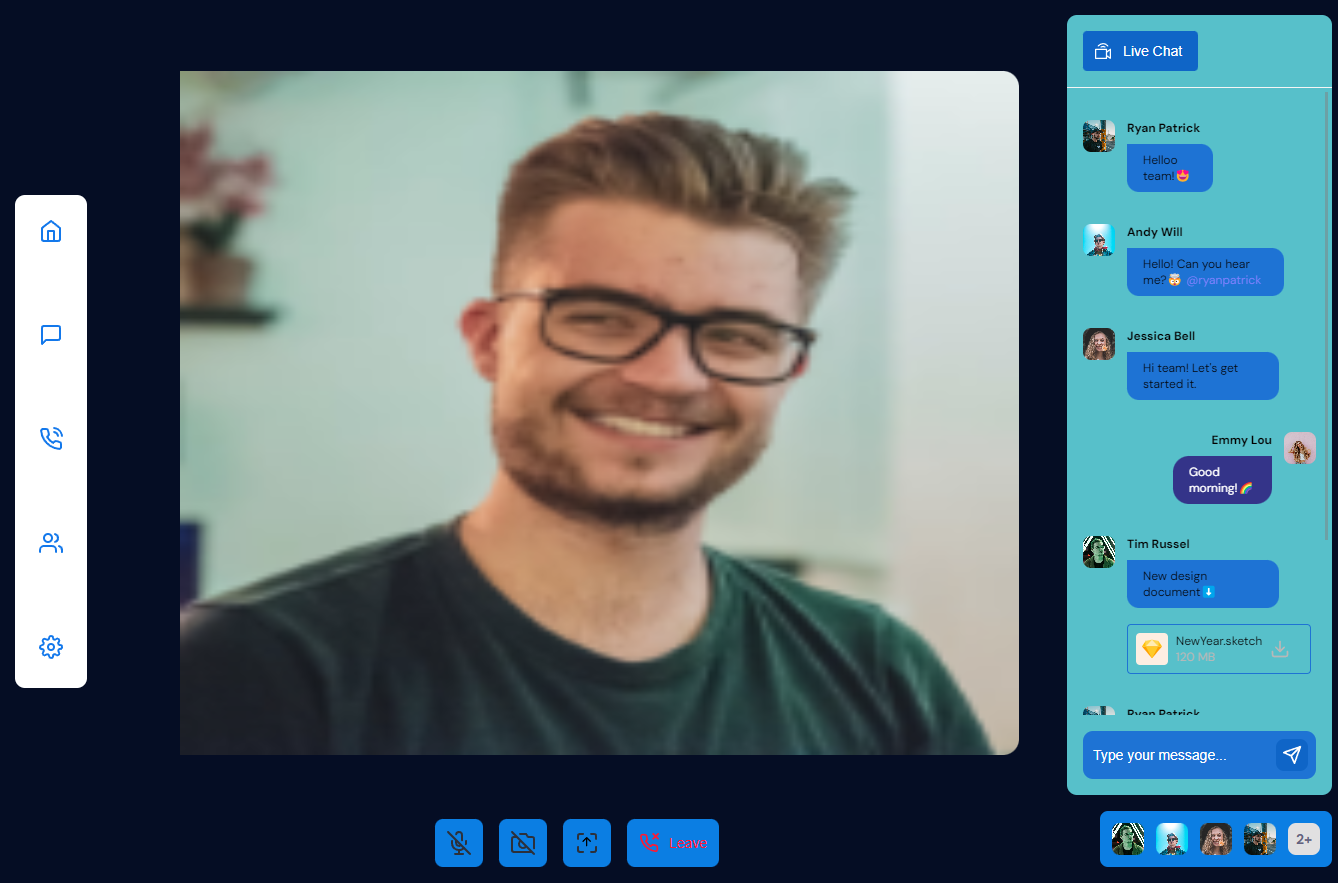 Live Chat
Ryan Patrick
Helloo
team!🤩
Andy Will
Hello! Can you hear
me?🤯 @ryanpatrick
Jessica Bell
Hi team! Let's get
started it.
Emmy Lou
Good
morning!🌈
Tim Russel
New design
document⬇️
NewYear.sketch
120 MB
Ryan Patrick
Type your message...
Leave
2+